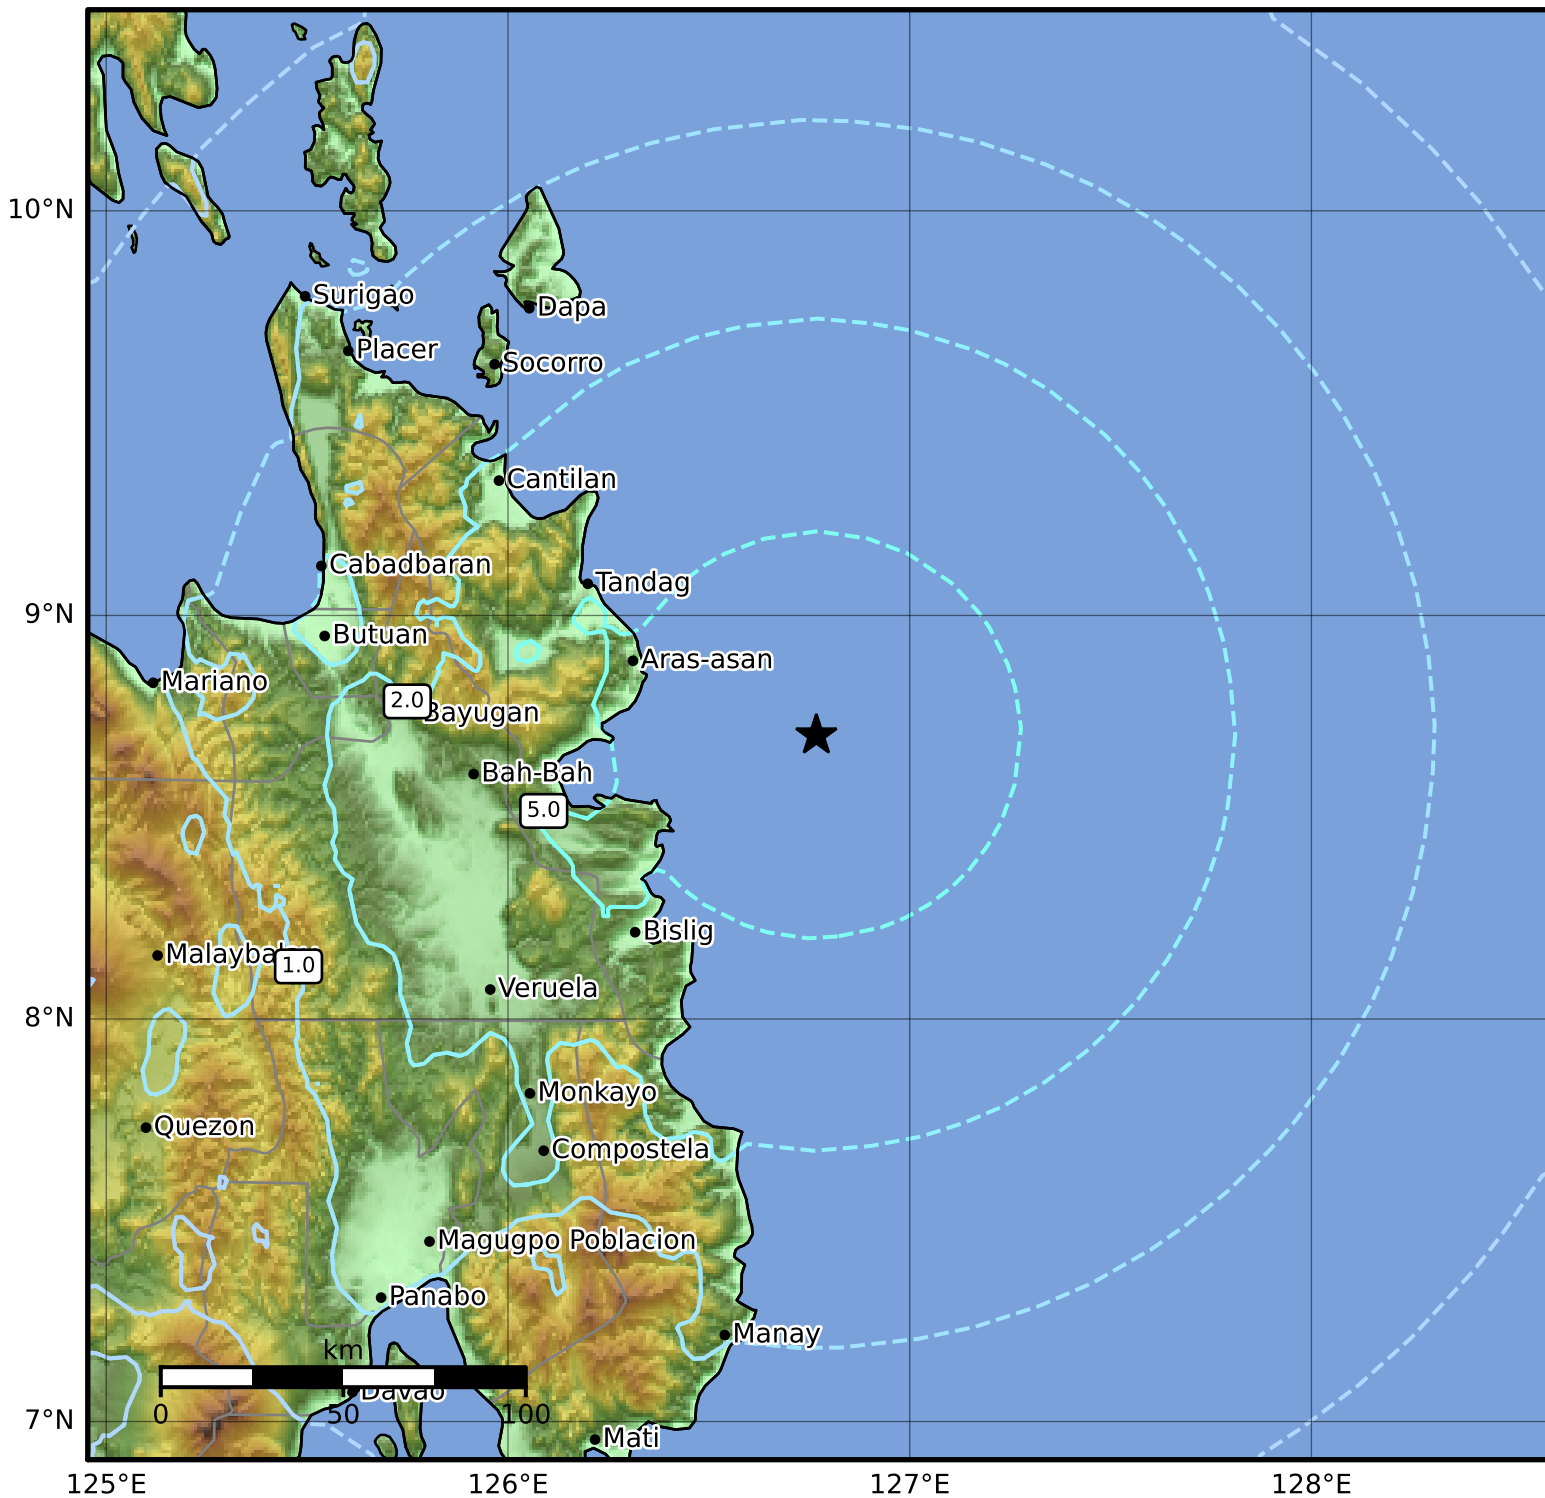 10°N
Surigao
Dapa
Placer
Socorro
Cantilan
Cabadbaran
Tandag
9°N
Butuan
Aras-asan
Mariano
2.0
Bayugan
Bah-Bah
5.0
Bislig
Malayba
1.0
Veruela
8°N
Monkayo
Quezon
Compostela
Magugpo Poblacion
Panabo
Manay
km
Davao
0 50 100
7°N
Mati
125°E 126°E 127°E 128°E